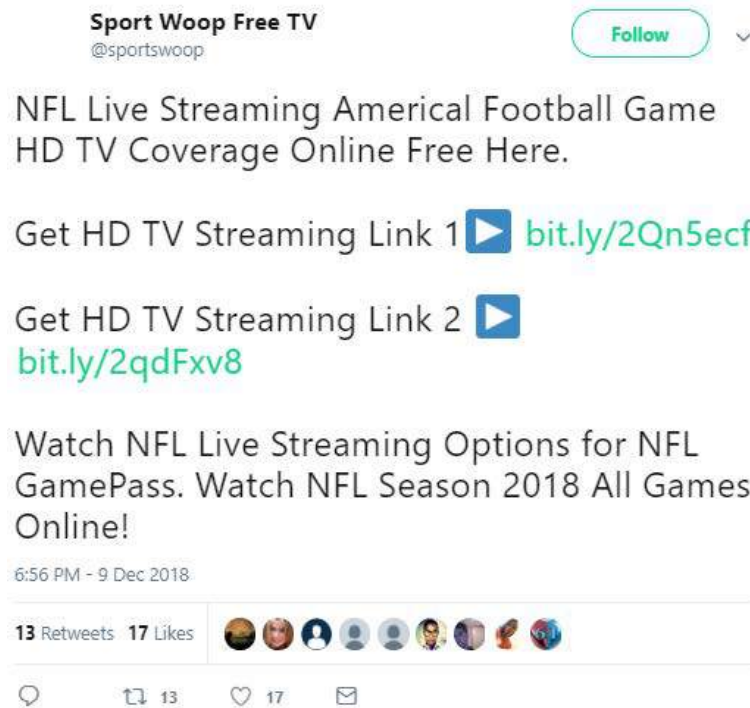 Sport Woop Free TV
@sportswoop
Follow
NFL Live Streaming Americal Football Game
HD TV Coverage Online Free Here.
Get HD TV Streaming Link 1 ▶ bit.ly/2Qn5ecf
Get HD TV Streaming Link 2 ▶
bit.ly/2qdFxv8
Watch NFL Live Streaming Options for NFL
GamePass. Watch NFL Season 2018 All Games
Online!
6:56 PM - 9 Dec 2018
13 Retweets 17 Likes
13 17